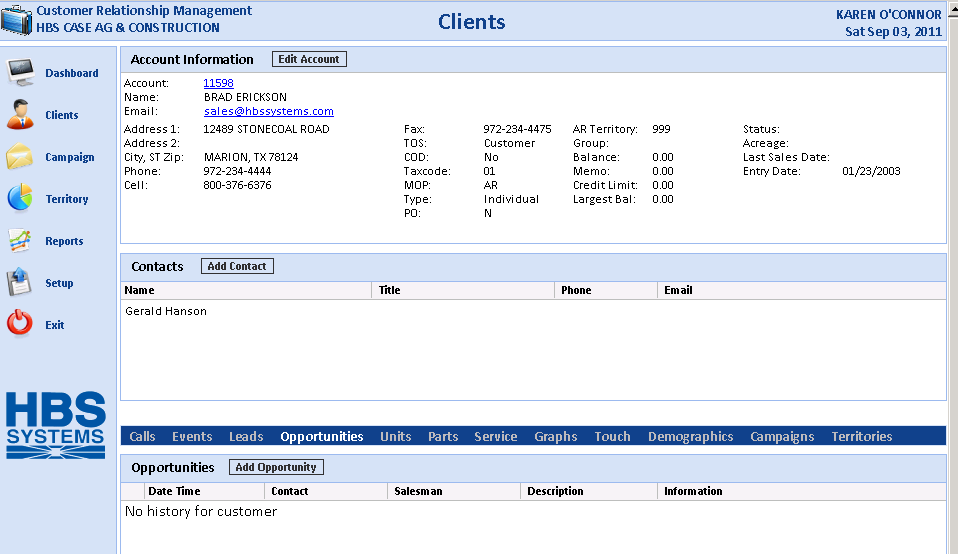 Customer Relationship Management
HBS CASE AG & CONSTRUCTION
Clients
KAREN O'CONNOR
Sat Sep 03, 2011
Dashboard
Clients
Campaign
Territory
Reports
Setup
Exit
HBS
SYSTEMS
Account Information Edit Account
Account: 11598
Name: BRAD ERICKSON
Email: sales@hbssystems.com
Address 1: 12489 STONECOAL ROAD Fax: 972-234-4475 AR Territory: 999 Status:
Address 2: TOS: Customer Group: Acreage:
City, ST Zip: MARION, TX 78124 COD: No Balance: 0.00 Last Sales Date:
Phone: 972-234-4444 Taxcode: 01 Memo: 0.00 Entry Date: 01/23/2003
Cell: 800-376-6376 MOP: AR Credit Limit: 0.00
Type: Individual Largest Bal: 0.00
PO: N
Contacts Add Contact
Name Title Phone Email
Gerald Hanson
Calls Events Leads Opportunities Units Parts Service Graphs Touch Demographics Campaigns Territories
Opportunities Add Opportunity
Date Time Contact Salesman Description Information
No history for customer